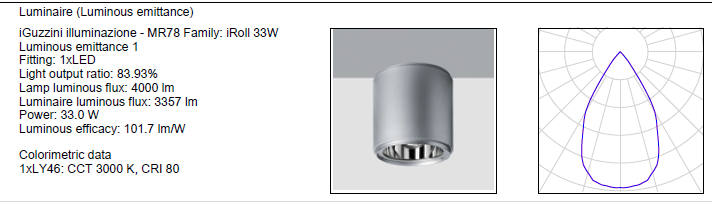 Luminaire (Luminous emittance)
iGuzzini illuminazione - MR78 Family: iRoll 33W
Luminous emittance 1
Fitting: 1xLED
Light output ratio: 83.93%
Lamp luminous flux: 4000 lm
Luminaire luminous flux: 3357 lm
Power: 33.0 W
Luminous efficacy: 101.7 lm/W
Colorimetric data
1xLY46: CCT 3000 K, CRI 80